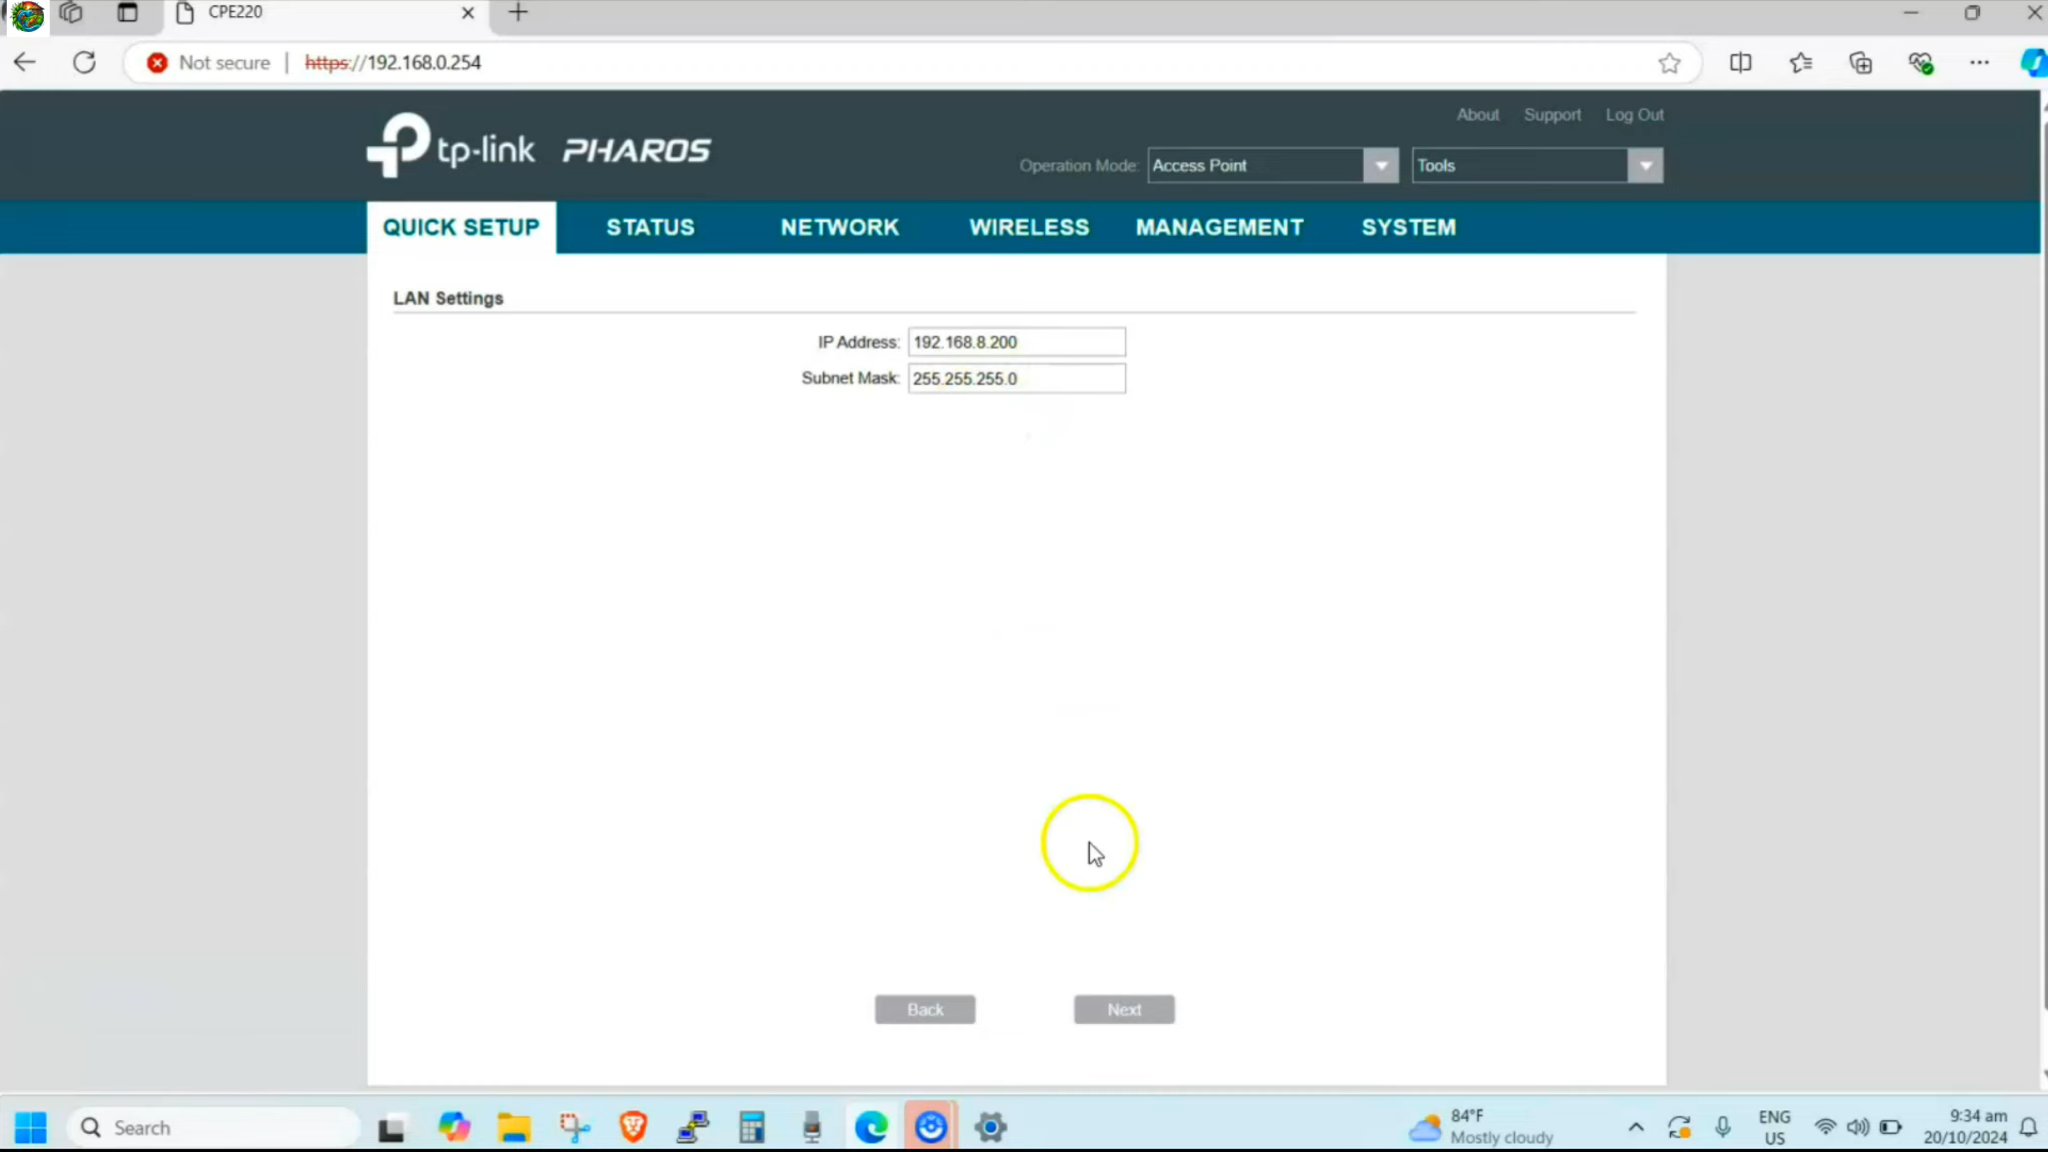 CPE220
Not secure | https://192.168.0.254
About Support Log Out
tp-link PHAROS
Operation Mode: Access Point Tools
QUICK SETUP STATUS NETWORK WIRELESS MANAGEMENT SYSTEM
LAN Settings
IP Address: 192.168.8.200
Subnet Mask: 255.255.255.0
Back Next
Search
84°F
Mostly cloudy
ENG
US
9:34 am
20/10/2024